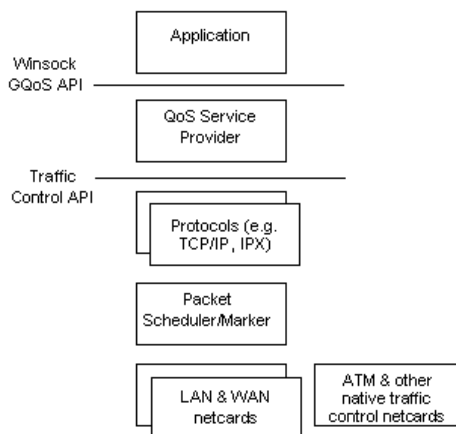 Application
Winsock
GQoS API
QoS Service
Provider
Traffic
Control API
Protocols (e.g.
TCP/IP, IPX)
Packet
Scheduler/Marker
LAN & WAN
netcards
ATM & other
native traffic
control netcards